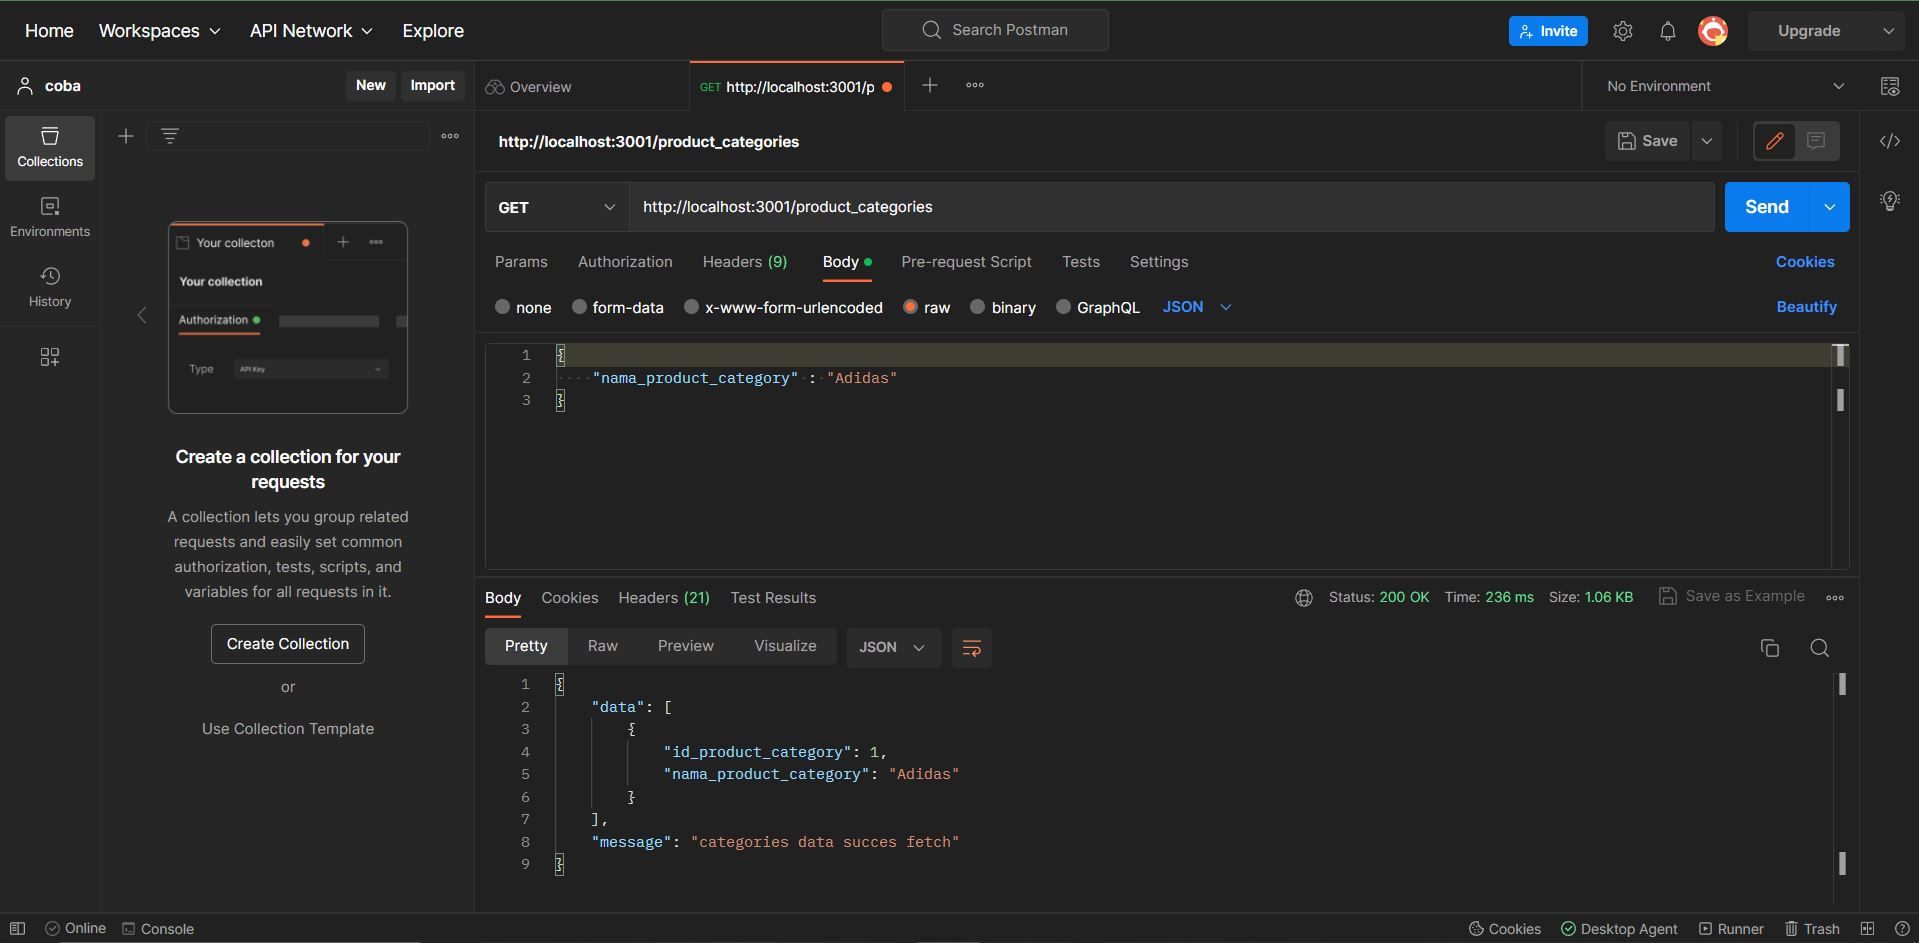 Home Workspaces API Network Explore Search Postman Invite Upgrade
coba New Import Overview GET http://localhost:3001/p No Environment
http://localhost:3001/product_categories Save
Collections
Environments
History
Your collecton
Your collection
Authorization
Type API Key
Create a collection for your
requests
A collection lets you group related
requests and easily set common
authorization, tests, scripts, and
variables for all requests in it.
Create Collection
or
Use Collection Template
GET http://localhost:3001/product_categories Send
Params Authorization Headers (9) Body Pre-request Script Tests Settings Cookies
none form-data x-www-form-urlencoded raw binary GraphQL JSON Beautify
1 {
2 "nama_product_category" : "Adidas"
3 }
Body Cookies Headers (21) Test Results Status: 200 OK Time: 236 ms Size: 1.06 KB Save as Example
Pretty Raw Preview Visualize JSON
1 {
2 "data": [
3 {
4 "id_product_category": 1,
5 "nama_product_category": "Adidas"
6 }
7 ],
8 "message": "categories data succes fetch"
9 }
Online Console Cookies Desktop Agent Runner Trash